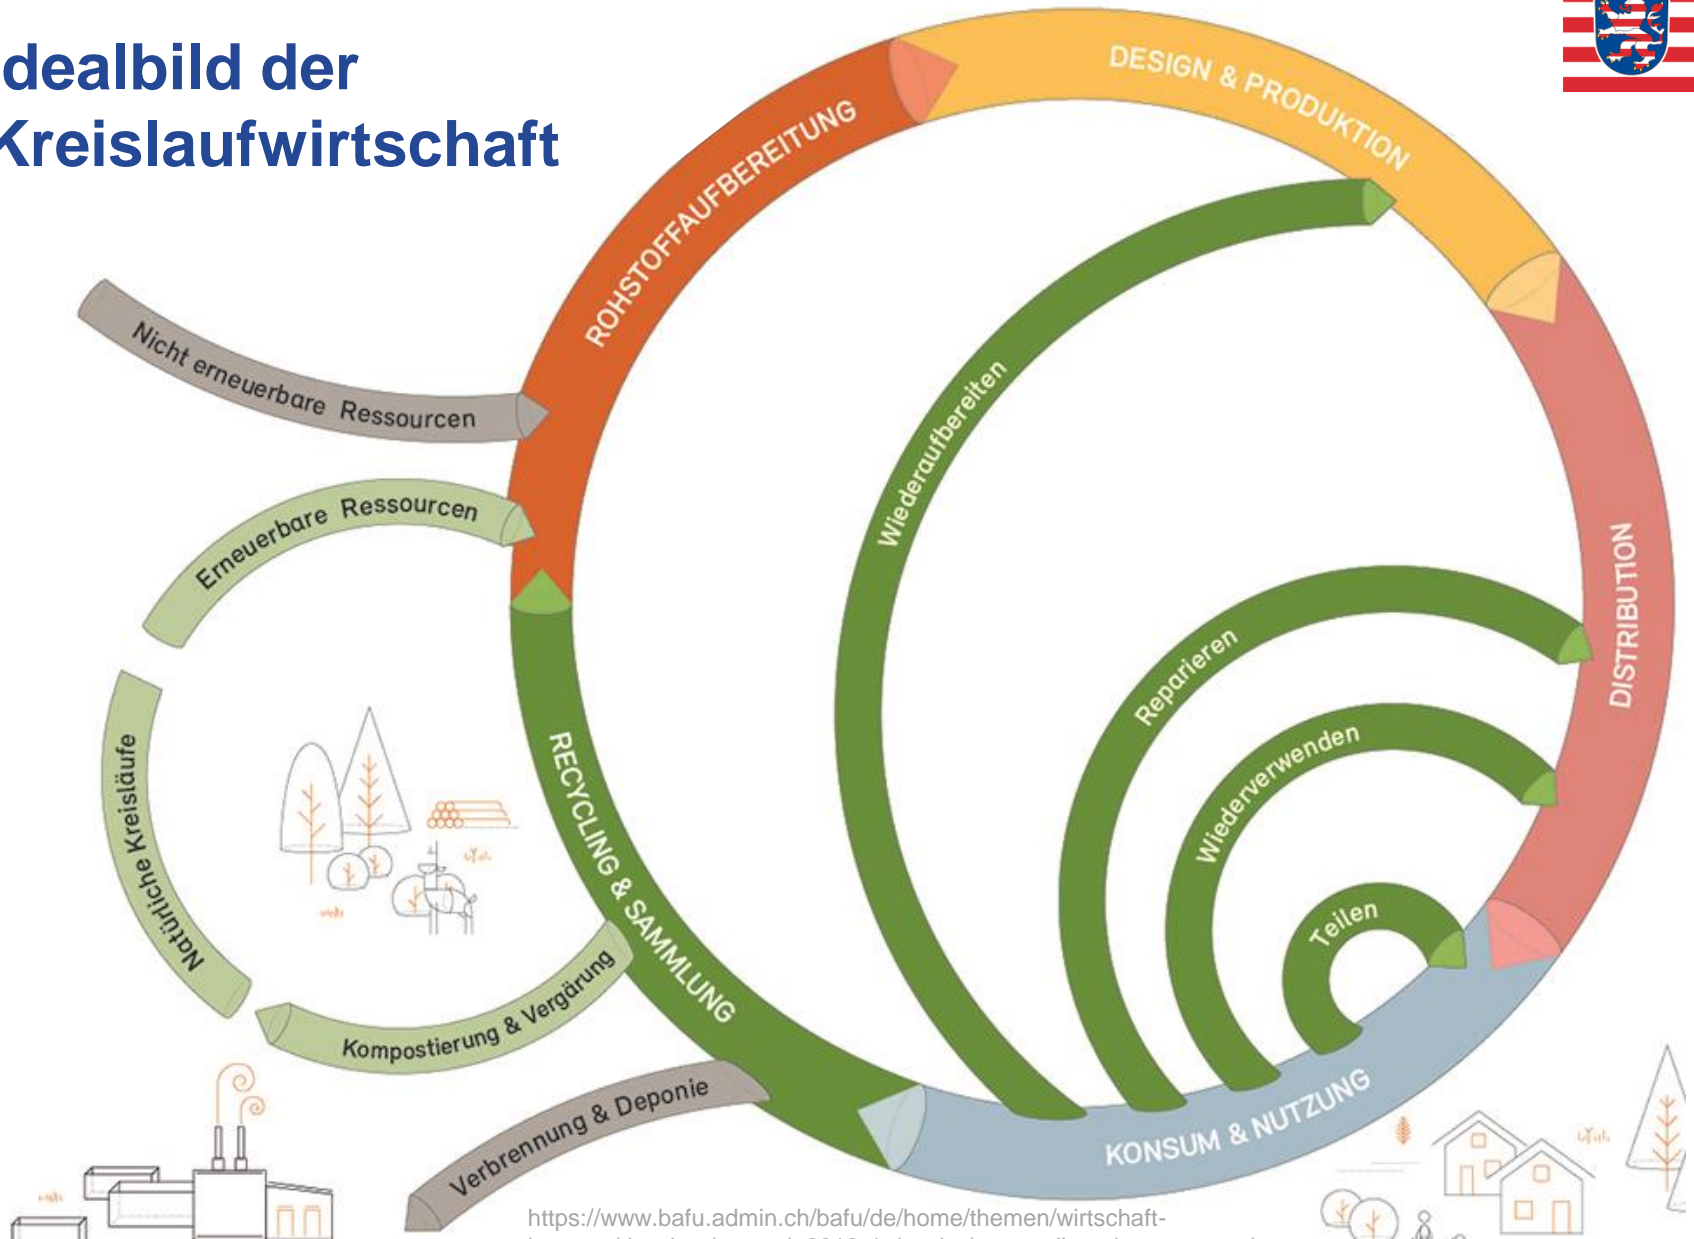 dealbild der
Kreislaufwirtschaft
DESIGN & PRODUKTION
ROHSTOFFAUFBEREITUNG
Nicht erneuerbare Ressourcen
Erneuerbare Ressourcen
Wiederaufbereiten
DISTRIBUTION
Reparieren
Wiederverwenden
Natürliche Kreisläufe
RECYCLING & SAMMLUNG
Teilen
Kompostierung & Vergärung
Verbrennung & Deponie
KONSUM & NUTZUNG
https://www.bafu.admin.ch/bafu/de/home/themen/wirtschaft-